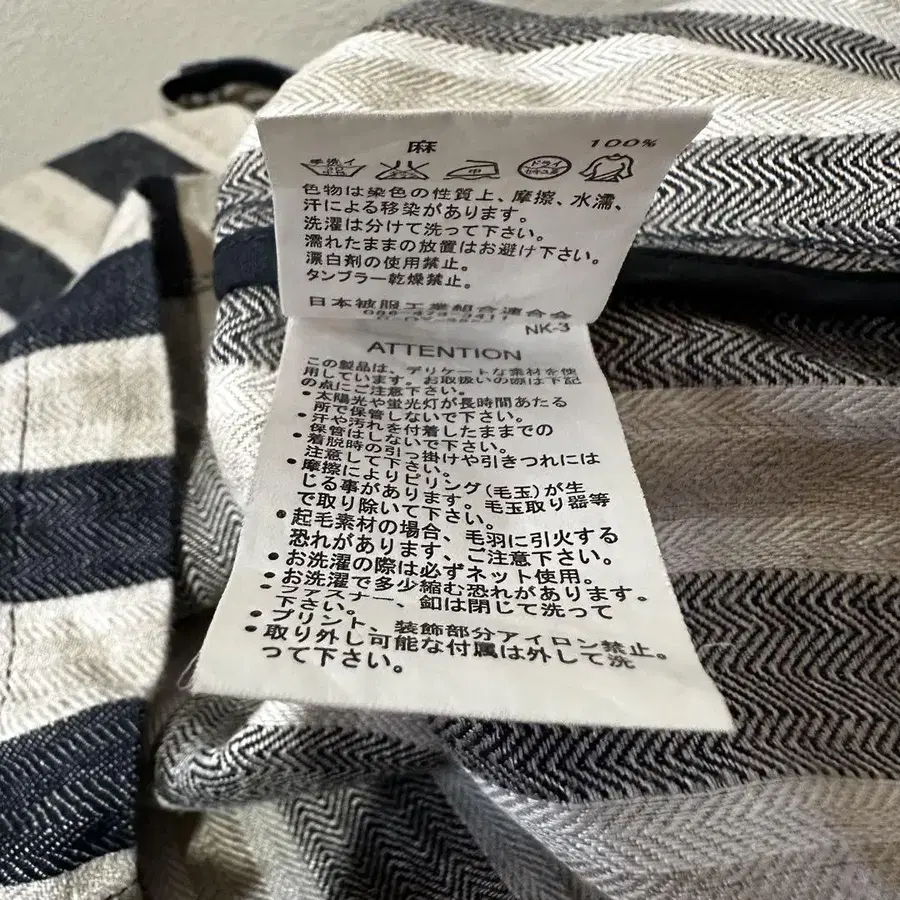 麻 100%
手洗イ 中 ドライ
色物は染色の性質上、摩擦、水濡、
汗による移染があります。
洗濯は分けて洗って下さい。
濡れたままの放置はお避け下さい。
漂白剤の使用禁止。
タンブラー乾燥禁止。
日本被服工業組合連合会
086-473-3411
NK-3
ATTENTION
この製品は、デリケートな素材を使
用しています。お取扱いの際は下記
の点にご注意下さい。
• 太陽光や蛍光灯が長時間あたる
所で保管しないで下さい。
• 汗や汚れを付着したままでの
保管はしないで下さい。
• 着脱時の引っ掛けや引きつれには
注意して下さい。
• 摩擦によりピリング(毛玉)が生
じる事があります。毛玉取り器等
で取り除いて下さい。
• 起毛素材の場合、毛羽に引火する
恐れがあります、ご注意下さい。
• お洗濯の際は必ずネット使用。
• お洗濯で多少縮む恐れがあります。
ファスナー、釦は閉じて洗って
下さい。
• プリント、装飾部分アイロン禁止。
• 取り外し可能な付属は外して洗
って下さい。